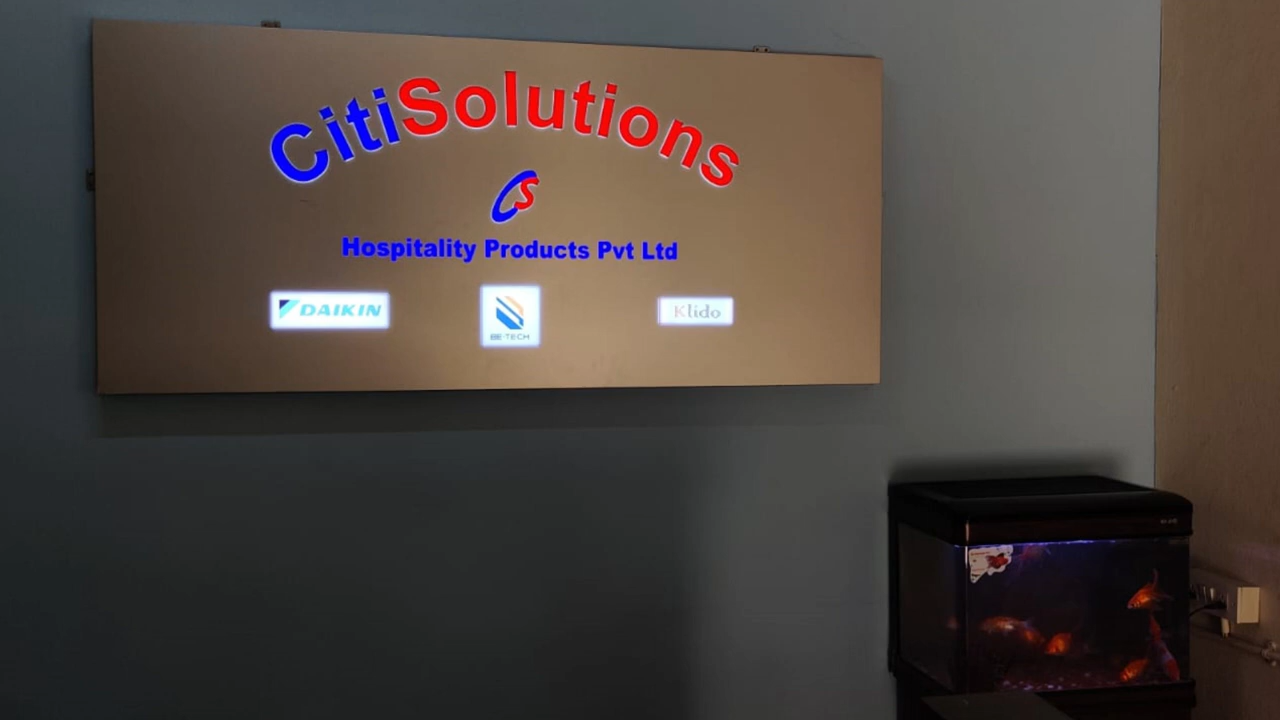 CitiSolutions
CS
Hospitality Products Pvt Ltd
DAIKIN
BE-TECH
Klido